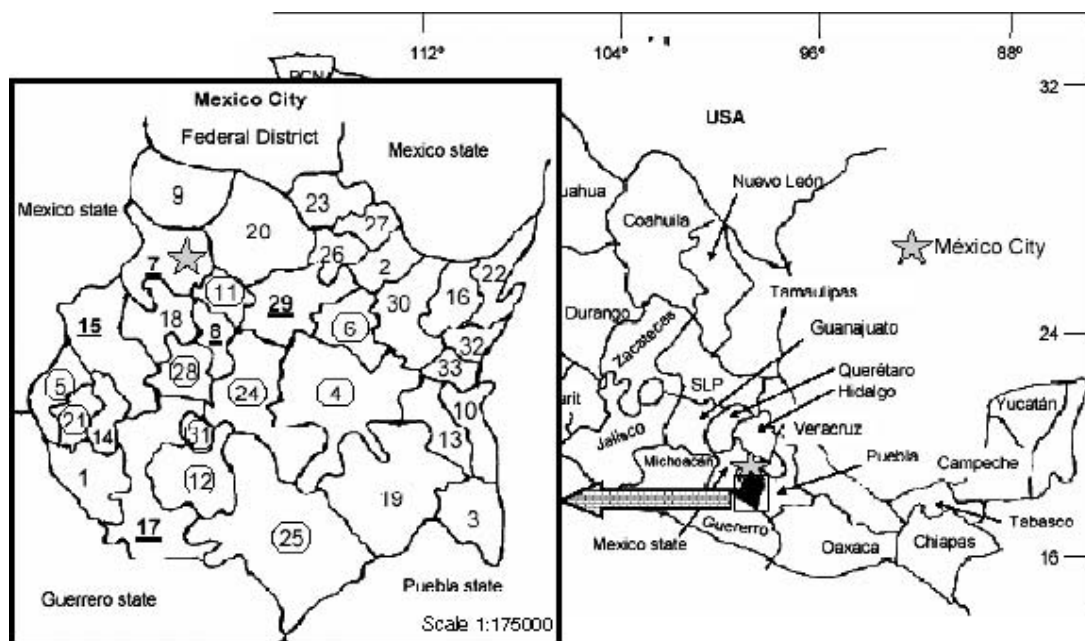 112°
104°
96°
88°
32
24
16
Mexico City
Federal District
Mexico state
Mexico state
9
23
20
27
26
2
22
7
11
29
30
16
15
18
8
6
32
33
5
28
24
4
10
21
14
31
13
1
12
19
3
17
25
Guerrero state
Puebla state
Scale 1:175000
USA
Nuevo León
uahua
Coahuila
México City
Tamaulipas
Durango
Zacatecas
Guanajuato
SLP
Querétaro
Hidalgo
arit
Jalisco
Veracruz
Yucatán
Michoacán
Puebla
Campeche
Guererro
Mexico state
Tabasco
Oaxaca
Chiapas